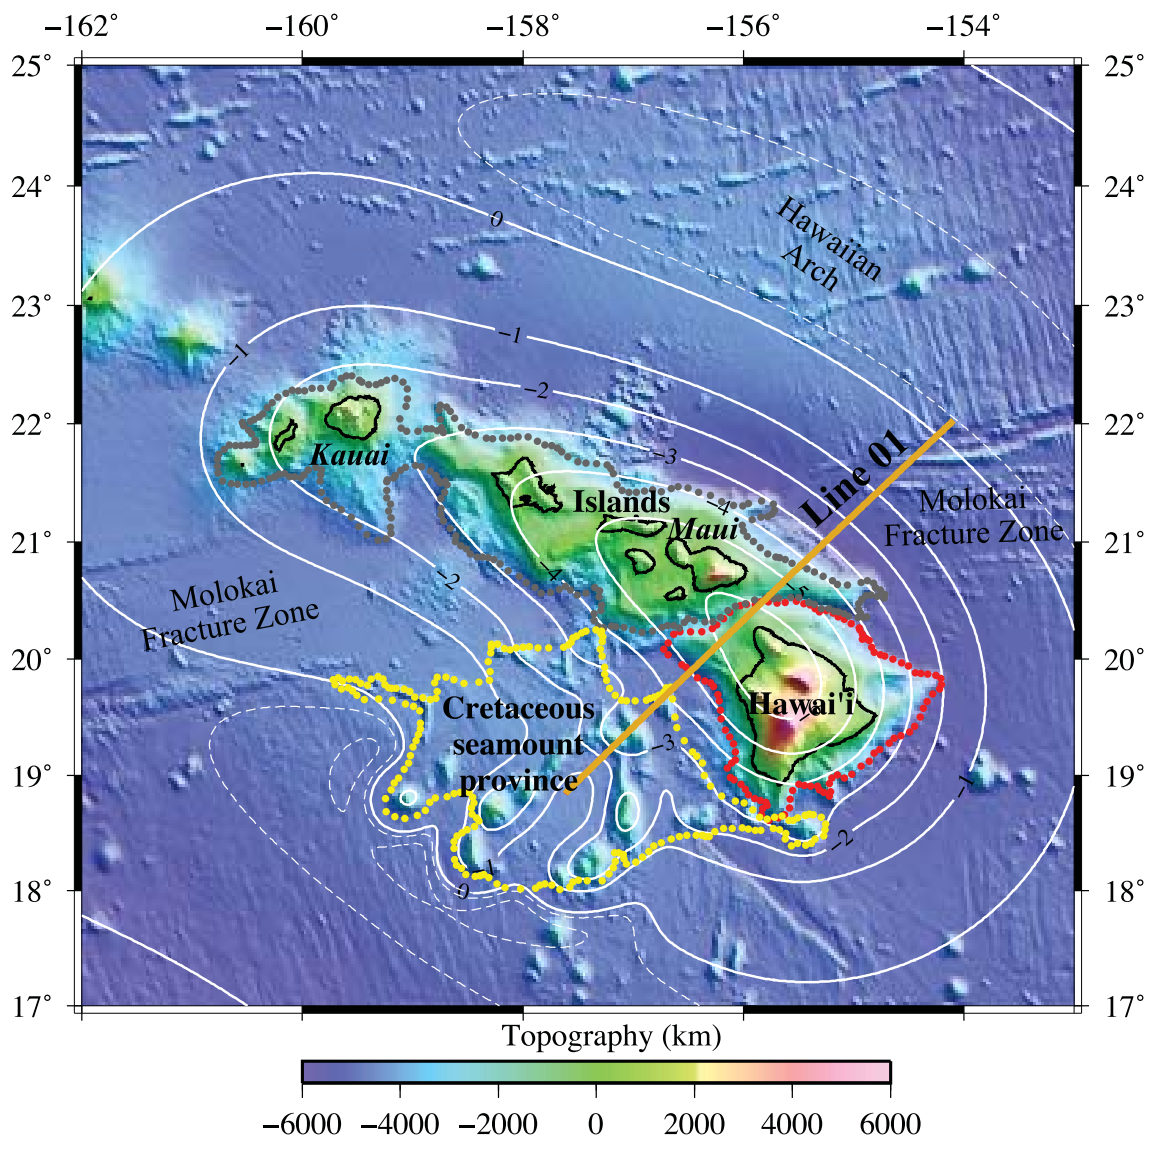 −162° −160° −158° −156° −154°
25° 25°
24° 24°
0
Hawaiian
Arch
23° 23°
−1
−1
−2
22° 22°
Kauai
−3
Line 01
Islands
−4
Maui
Molokai
Fracture Zone
21° 21°
−4
−2
−5
Molokai
Fracture Zone
20° 20°
Cretaceous
seamount
province
Hawai'i
−6
−3
19° 19°
−1
−2
−1
0
18° 18°
17° 17°
Topography (km)
−6000 −4000 −2000 0 2000 4000 6000